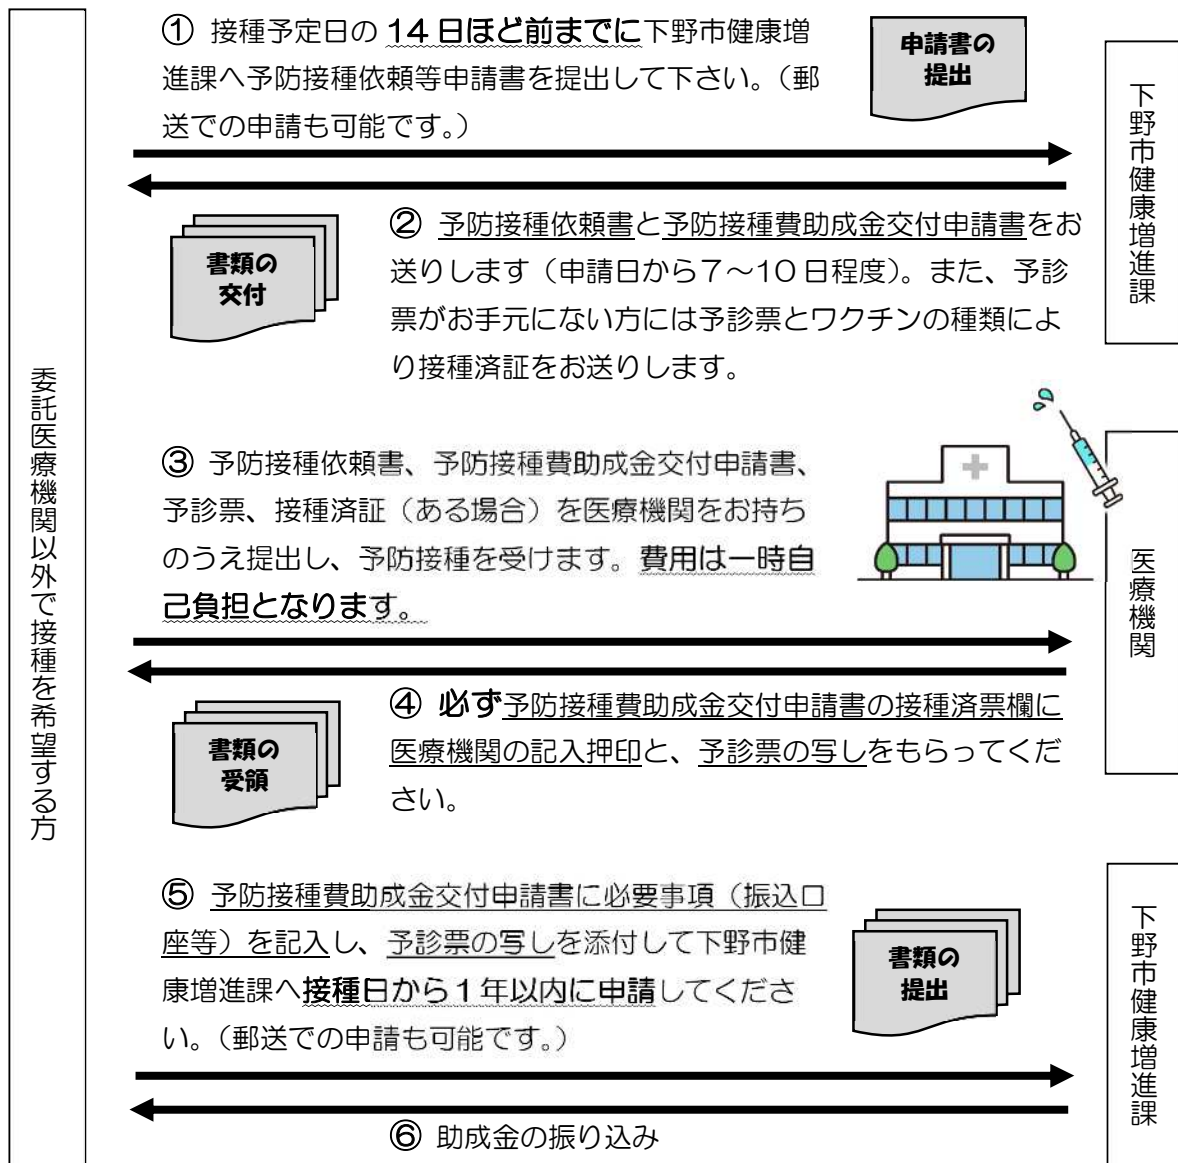 委託医療機関以外で接種を希望する方
① 接種予定日の 14 日ほど前までに下野市健康増
進課へ予防接種依頼等申請書を提出して下さい。（郵
送での申請も可能です。）
申請書の
提出
下野市健康増進課
書類の
交付
② 予防接種依頼書と予防接種費助成金交付申請書をお
送りします（申請日から７～10 日程度）。また、予診
票がお手元にない方には予診票とワクチンの種類によ
り接種済証をお送りします。
③ 予防接種依頼書、予防接種費助成金交付申請書、
予診票、接種済証（ある場合）を医療機関をお持ち
のうえ提出し、予防接種を受けます。費用は一時自
己負担となります。
医療機関
書類の
受領
④ 必ず予防接種費助成金交付申請書の接種済票欄に
医療機関の記入押印と、予診票の写しをもらってくだ
さい。
⑤ 予防接種費助成金交付申請書に必要事項（振込口
座等）を記入し、予診票の写しを添付して下野市健
康増進課へ接種日から１年以内に申請してくださ
い。（郵送での申請も可能です。）
書類の
提出
下野市健康増進課
⑥ 助成金の振り込み